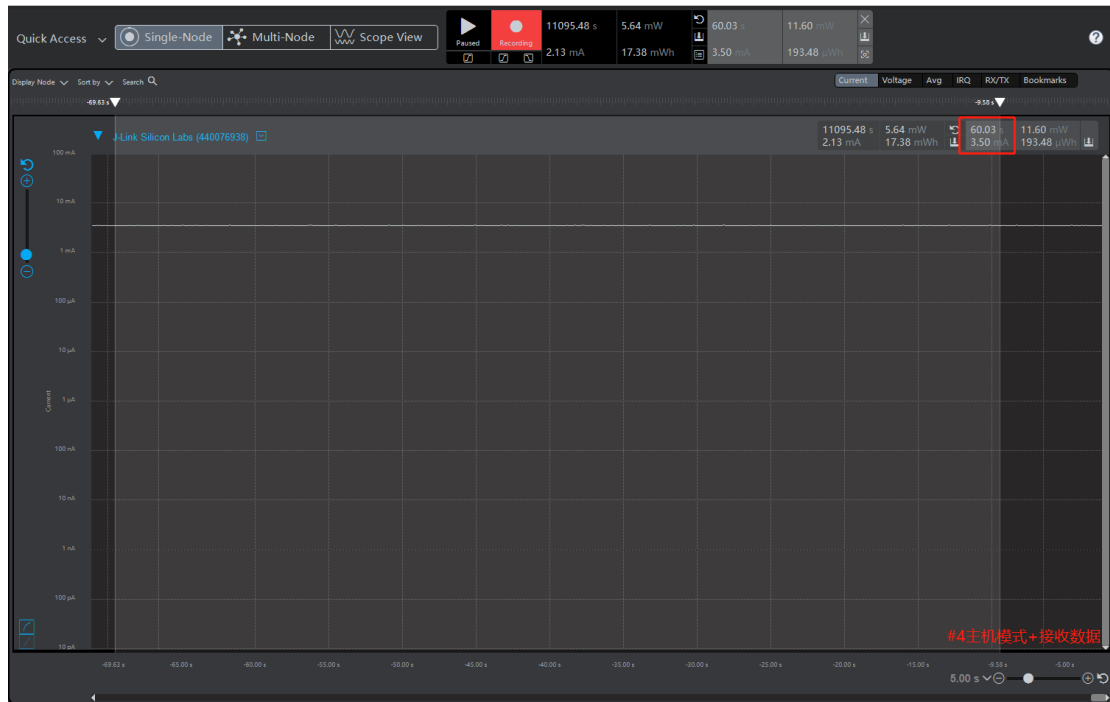 Quick Access Single-Node Multi-Node Scope View
Paused Recording
11095.48 s 5.64 mW 60.03 s 11.60 mW
2.13 mA 17.38 mWh 3.50 mA 193.48 µWh
Display Node Sort by Search Current Voltage Avg IRQ RX/TX Bookmarks
-69.63 s -9.58 s
J-Link Silicon Labs (440076938)
11095.48 s 5.64 mW 60.03 s 11.60 mW
2.13 mA 17.38 mWh 3.50 mA 193.48 µWh
100 mA
10 mA
1 mA
100 µA
10 µA
1 µA
Current
100 nA
10 nA
1 nA
100 pA
10 pA
#4主机模式+接收数据
-69.63 s -65.00 s -60.00 s -55.00 s -50.00 s -45.00 s -40.00 s -35.00 s -30.00 s -25.00 s -20.00 s -15.00 s -9.58 s -5.00 s
5.00 s